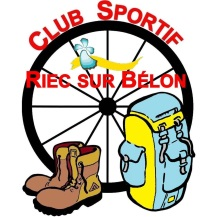 CLUB SPORTIF
RIEC SUR BÉLON